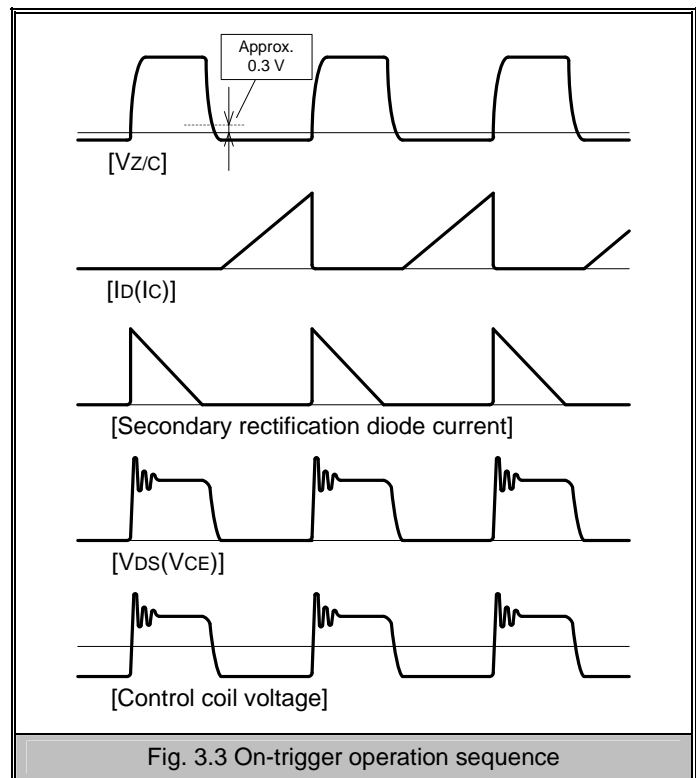 Approx.
0.3 V
[VZ/C]
[ID(IC)]
[Secondary rectification diode current]
[VDS(VCE)]
[Control coil voltage]
Fig. 3.3 On-trigger operation sequence